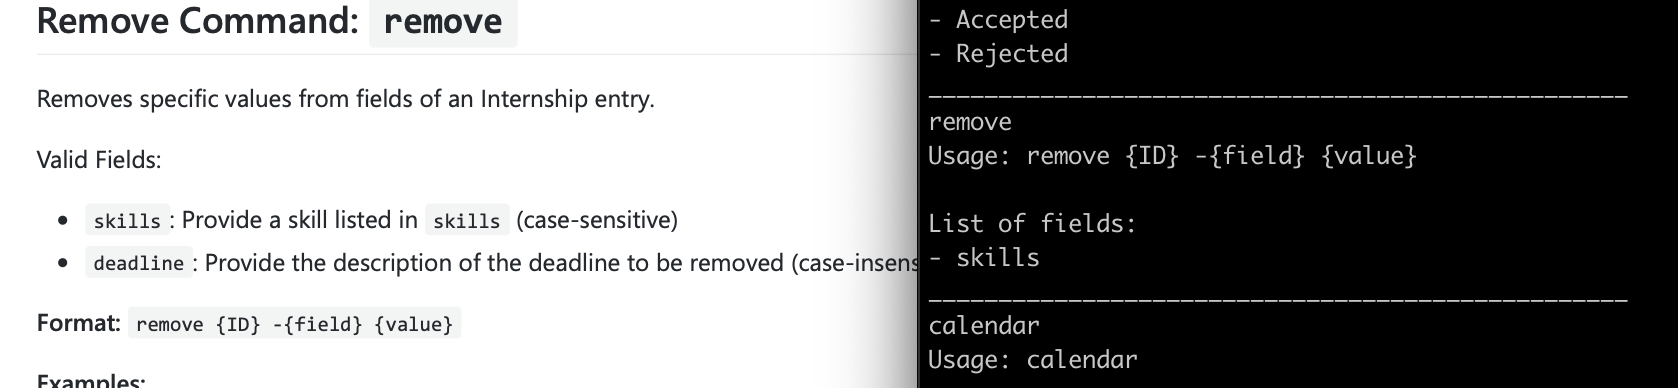 Remove Command: remove
Removes specific values from fields of an Internship entry.
Valid Fields:
• skills: Provide a skill listed in skills (case-sensitive)
• deadline: Provide the description of the deadline to be removed (case-insens
Format: remove {ID} -{field} {value}
Examples:
- Accepted
- Rejected
__________________________________________________
remove
Usage: remove {ID} -{field} {value}
List of fields:
- skills
__________________________________________________
calendar
Usage: calendar